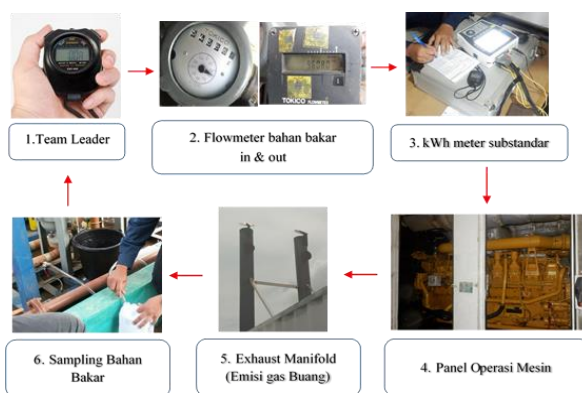 1.Team Leader
2. Flowmeter bahan bakar
in & out
TOKICO FLOWMETER
3. kWh meter substandar
4. Panel Operasi Mesin
5. Exhaust Manifold
(Emisi gas Buang)
6. Sampling Bahan
Bakar